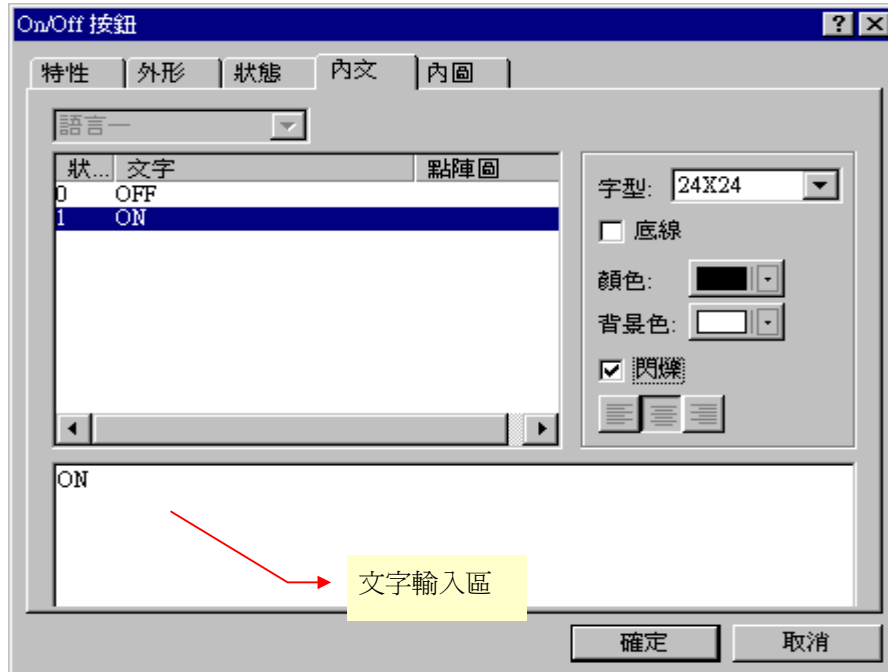 On/Off 按鈕
特性 外形 狀態 內文 內圖
語言一
狀... 文字 點陣圖
0 OFF
1 ON
字型: 24X24
底線
顏色:
背景色:
閃爍
ON
文字輸入區
確定 取消